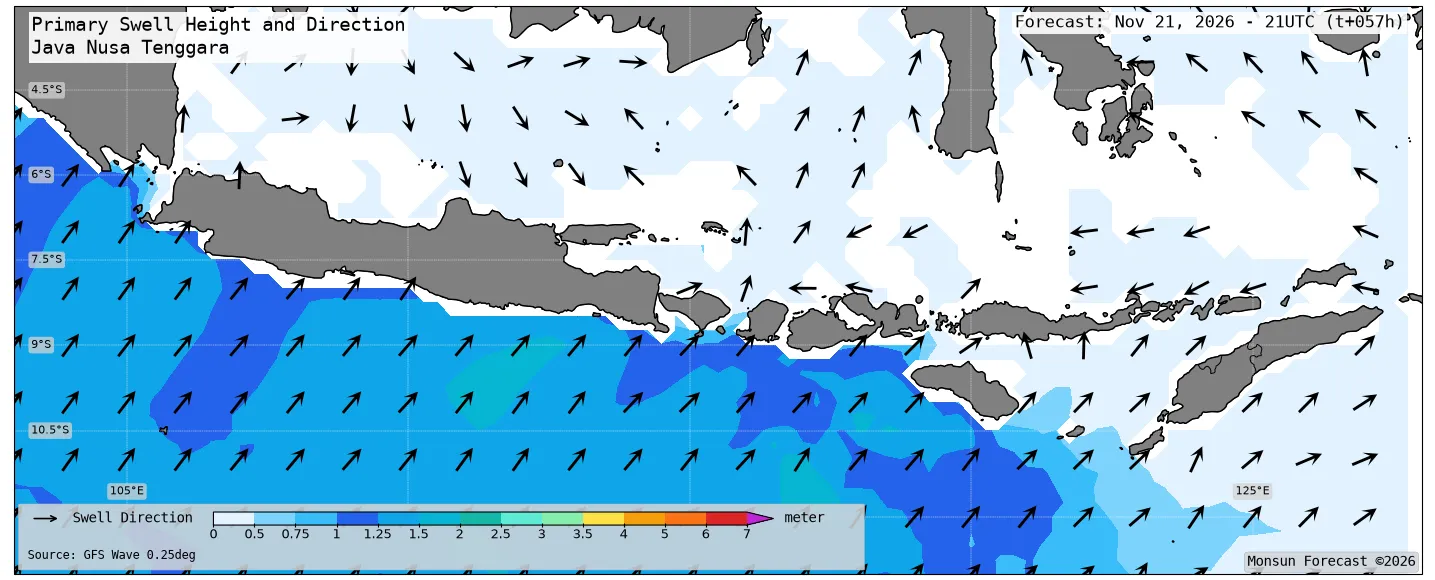 Primary Swell Height and Direction
Java Nusa Tenggara
Forecast: Nov 21, 2026 - 21UTC (t+057h)
4.5°S
6°S
7.5°S
9°S
10.5°S
105°E
125°E
Swell Direction
0 0.5 0.75 1 1.25 1.5 2 2.5 3 3.5 4 5 6 7
meter
Source: GFS Wave 0.25deg
Monsun Forecast ©2026